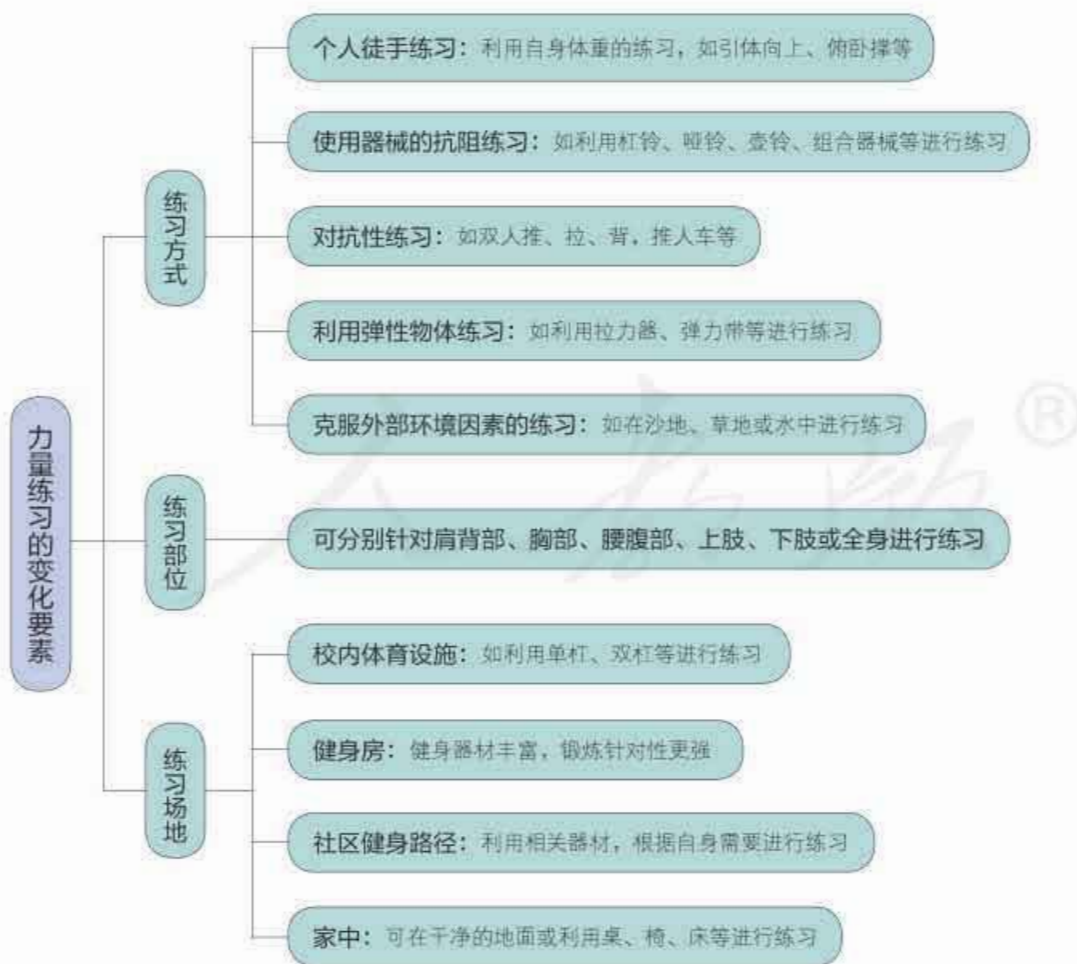 力量练习的变化要素
练习方式
个人徒手练习：利用自身体重的练习，如引体向上、俯卧撑等
使用器械的抗阻练习：如利用杠铃、哑铃、壶铃、组合器械等进行练习
对抗性练习：如双人推、拉、背，推人车等
利用弹性物体练习：如利用拉力器、弹力带等进行练习
克服外部环境因素的练习：如在沙地、草地或水中进行练习
练习部位
可分别针对肩背部、胸部、腰腹部、上肢、下肢或全身进行练习
练习场地
校内体育设施：如利用单杠、双杠等进行练习
健身房：健身器材丰富，锻炼针对性更强
社区健身路径：利用相关器材，根据自身需要进行练习
家中：可在干净的地面或利用桌、椅、床等进行练习
人教版®